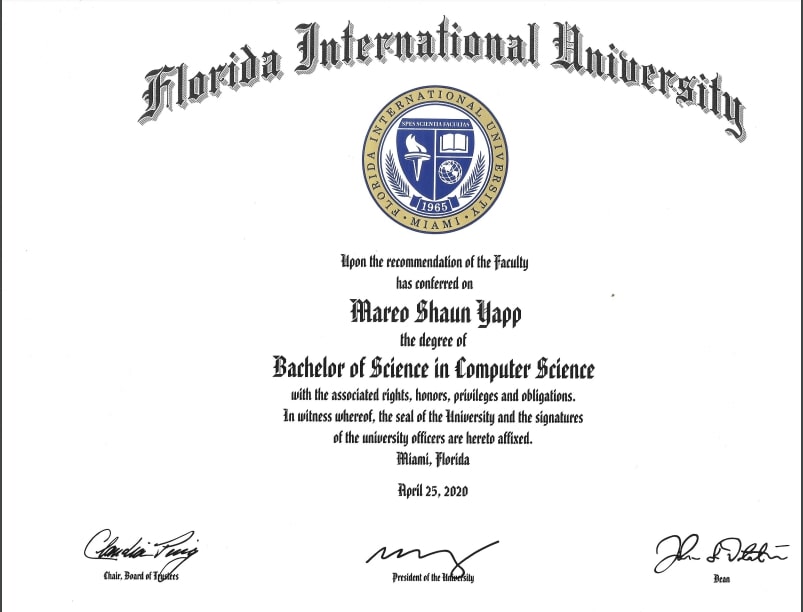 Florida International University
FLORIDA INTERNATIONAL UNIVERSITY
SPES SCIENTIA FACULTAS
1965
• MIAMI •
Upon the recommendation of the Faculty
has conferred on
Mareo Shaun Yapp
the degree of
Bachelor of Science in Computer Science
with the associated rights, honors, privileges and obligations.
In witness whereof, the seal of the University and the signatures
of the university officers are hereto affixed.
Miami, Florida
April 25, 2020
Claudia Puig
Chair, Board of Trustees
President of the University
Dean